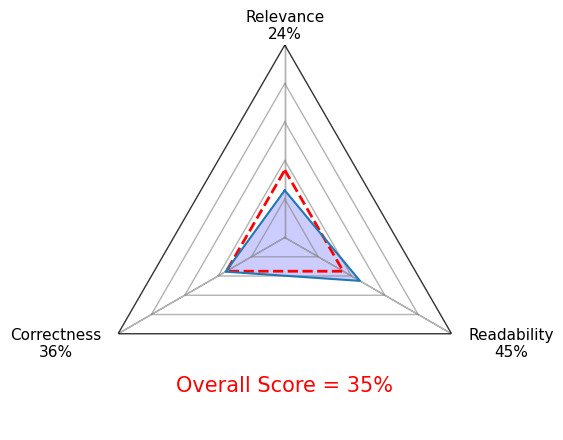 Relevance
24%
Correctness
36%
Readability
45%
Overall Score = 35%